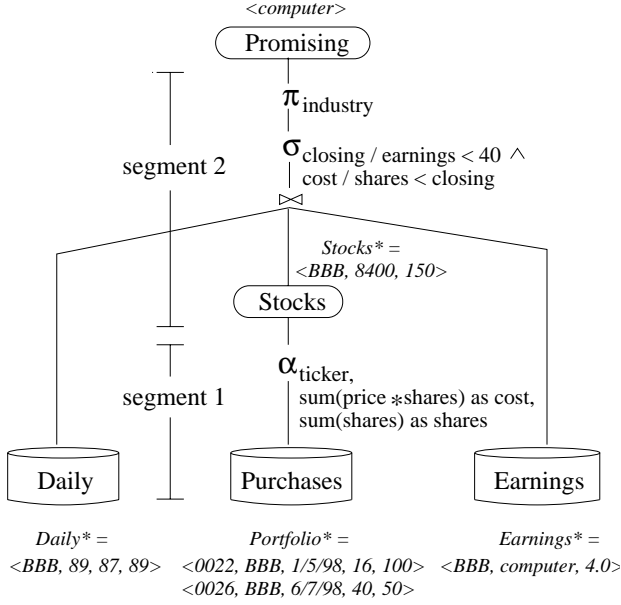 <computer>
Promising
π industry
σ closing / earnings < 40 ^
cost / shares < closing
segment 2
⋈
Stocks* =
<BBB, 8400, 150>
Stocks
α ticker,
sum(price *shares) as cost,
sum(shares) as shares
segment 1
Daily
Purchases
Earnings
Daily* =
<BBB, 89, 87, 89>
Portfolio* =
<0022, BBB, 1/5/98, 16, 100>
<0026, BBB, 6/7/98, 40, 50>
Earnings* =
<BBB, computer, 4.0>